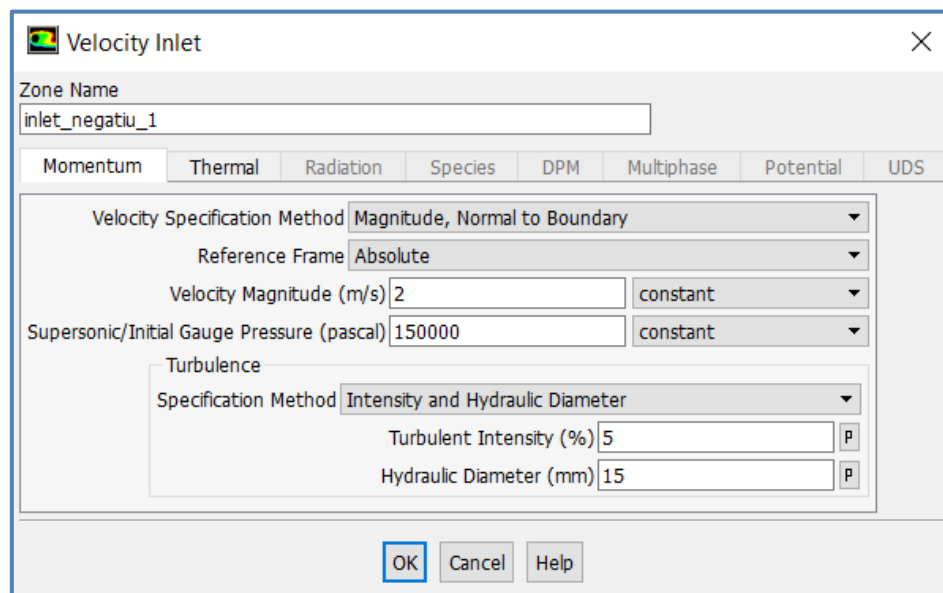 Velocity Inlet
Zone Name
inlet_negatiu_1
Momentum Thermal Radiation Species DPM Multiphase Potential UDS
Velocity Specification Method Magnitude, Normal to Boundary
Reference Frame Absolute
Velocity Magnitude (m/s) 2 constant
Supersonic/Initial Gauge Pressure (pascal) 150000 constant
Turbulence
Specification Method Intensity and Hydraulic Diameter
Turbulent Intensity (%) 5 P
Hydraulic Diameter (mm) 15 P
OK Cancel Help